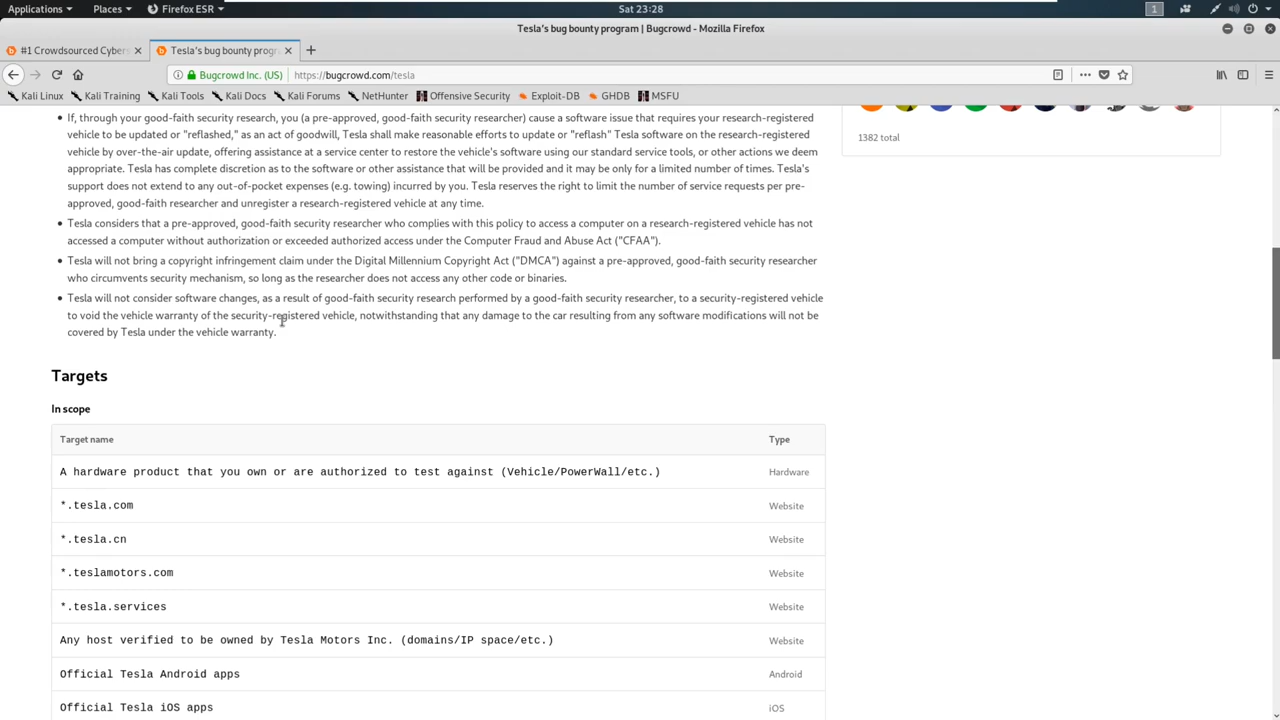 Applications Places Firefox ESR Sat 23:28 1
Tesla's bug bounty program | Bugcrowd - Mozilla Firefox
#1 Crowdsourced Cybers Tesla's bug bounty progr
Bugcrowd Inc. (US) https://bugcrowd.com/tesla
Kali Linux Kali Training Kali Tools Kali Docs Kali Forums NetHunter Offensive Security Exploit-DB GHDB MSFU
If, through your good-faith security research, you (a pre-approved, good-faith security researcher) cause a software issue that requires your research-registered
vehicle to be updated or "reflashed," as an act of goodwill, Tesla shall make reasonable efforts to update or "reflash" Tesla software on the research-registered
vehicle by over-the-air update, offering assistance at a service center to restore the vehicle's software using our standard service tools, or other actions we deem
appropriate. Tesla has complete discretion as to the software or other assistance that will be provided and it may be only for a limited number of times. Tesla's
support does not extend to any out-of-pocket expenses (e.g. towing) incurred by you. Tesla reserves the right to limit the number of service requests per pre-
approved, good-faith researcher and unregister a research-registered vehicle at any time.
Tesla considers that a pre-approved, good-faith security researcher who complies with this policy to access a computer on a research-registered vehicle has not
accessed a computer without authorization or exceeded authorized access under the Computer Fraud and Abuse Act ("CFAA").
Tesla will not bring a copyright infringement claim under the Digital Millennium Copyright Act ("DMCA") against a pre-approved, good-faith security researcher
who circumvents security mechanism, so long as the researcher does not access any other code or binaries.
Tesla will not consider software changes, as a result of good-faith security research performed by a good-faith security researcher, to a security-registered vehicle
to void the vehicle warranty of the security-registered vehicle, notwithstanding that any damage to the car resulting from any software modifications will not be
covered by Tesla under the vehicle warranty.
1382 total
Targets
In scope
Target name Type
A hardware product that you own or are authorized to test against (Vehicle/PowerWall/etc.) Hardware
*.tesla.com Website
*.tesla.cn Website
*.teslamotors.com Website
*.tesla.services Website
Any host verified to be owned by Tesla Motors Inc. (domains/IP space/etc.) Website
Official Tesla Android apps Android
Official Tesla iOS apps iOS